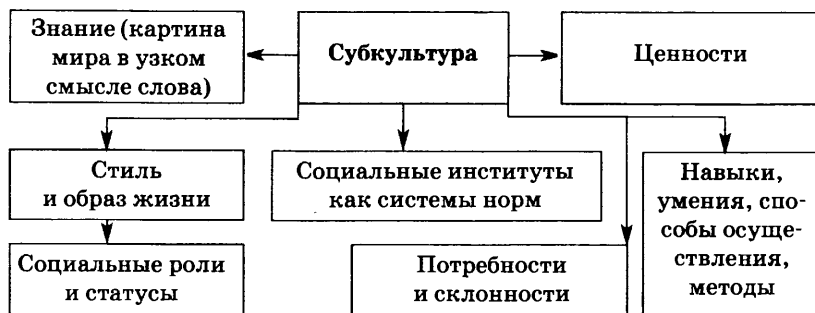 Знание (картина
мира в узком
смысле слова)
Субкультура
Ценности
Стиль
и образ жизни
Социальные институты
как системы норм
Навыки,
умения, спо-
собы осуще-
ствления,
методы
Социальные роли
и статусы
Потребности
и склонности